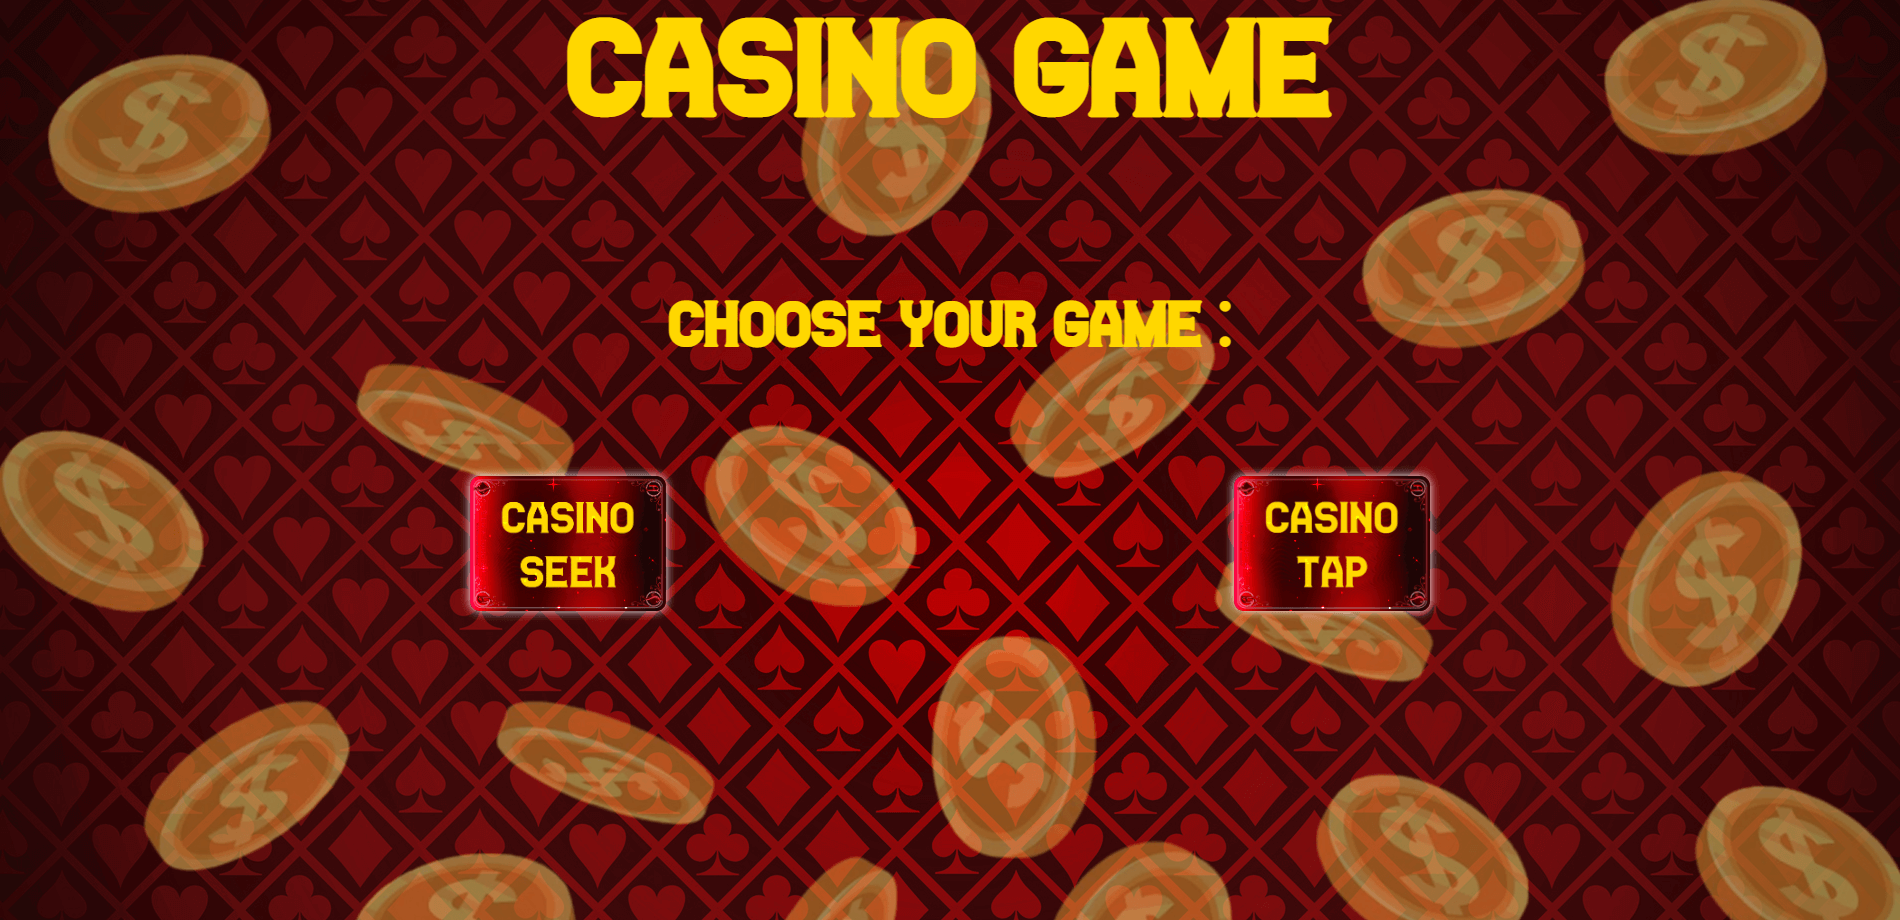 CASINO GAME
CHOOSE YOUR GAME :
CASINO
SEEK
CASINO
TAP